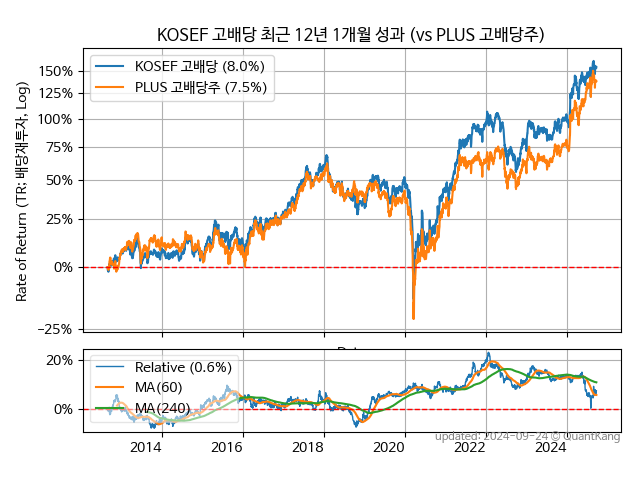 KOSEF 고배당 최근 12년 1개월 성과 (vs PLUS 고배당주)
Rate of Return (TR: 배당재투자, Log)
KOSEF 고배당 (8.0%)
PLUS 고배당주 (7.5%)
150%
125%
100%
75%
50%
25%
0%
−25%
20%
0%
Relative (0.6%)
MA(60)
MA(240)
2014
2016
2018
2020
2022
2024
updated: 2024-09-24 © QuantKang